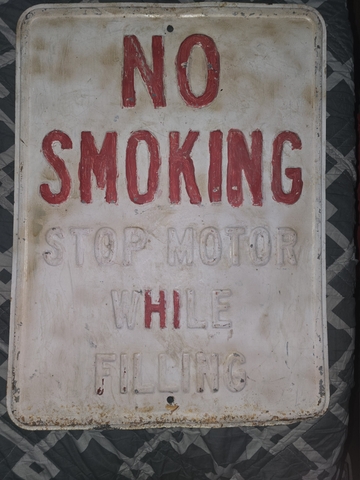 NO
SMOKING
STOP MOTOR
WHILE
FILLING